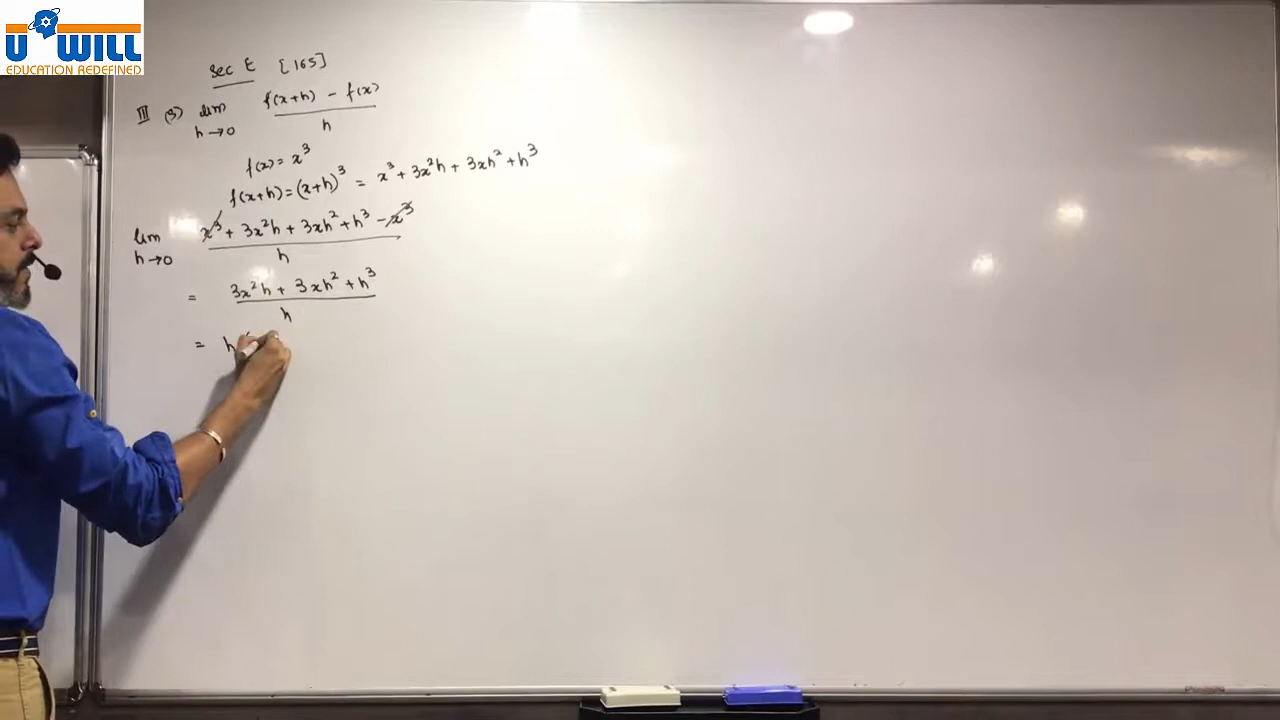 U WILL
EDUCATION REDEFINED
Sec E [165]
III (3) lim h→0 f(x+h) - f(x) / h
f(x) = x³
f(x+h) = (x+h)³ = x³ + 3x²h + 3xh² + h³
lim h→0 x³ + 3x²h + 3xh² + h³ - x³ / h
= 3x²h + 3xh² + h³ / h
= h (